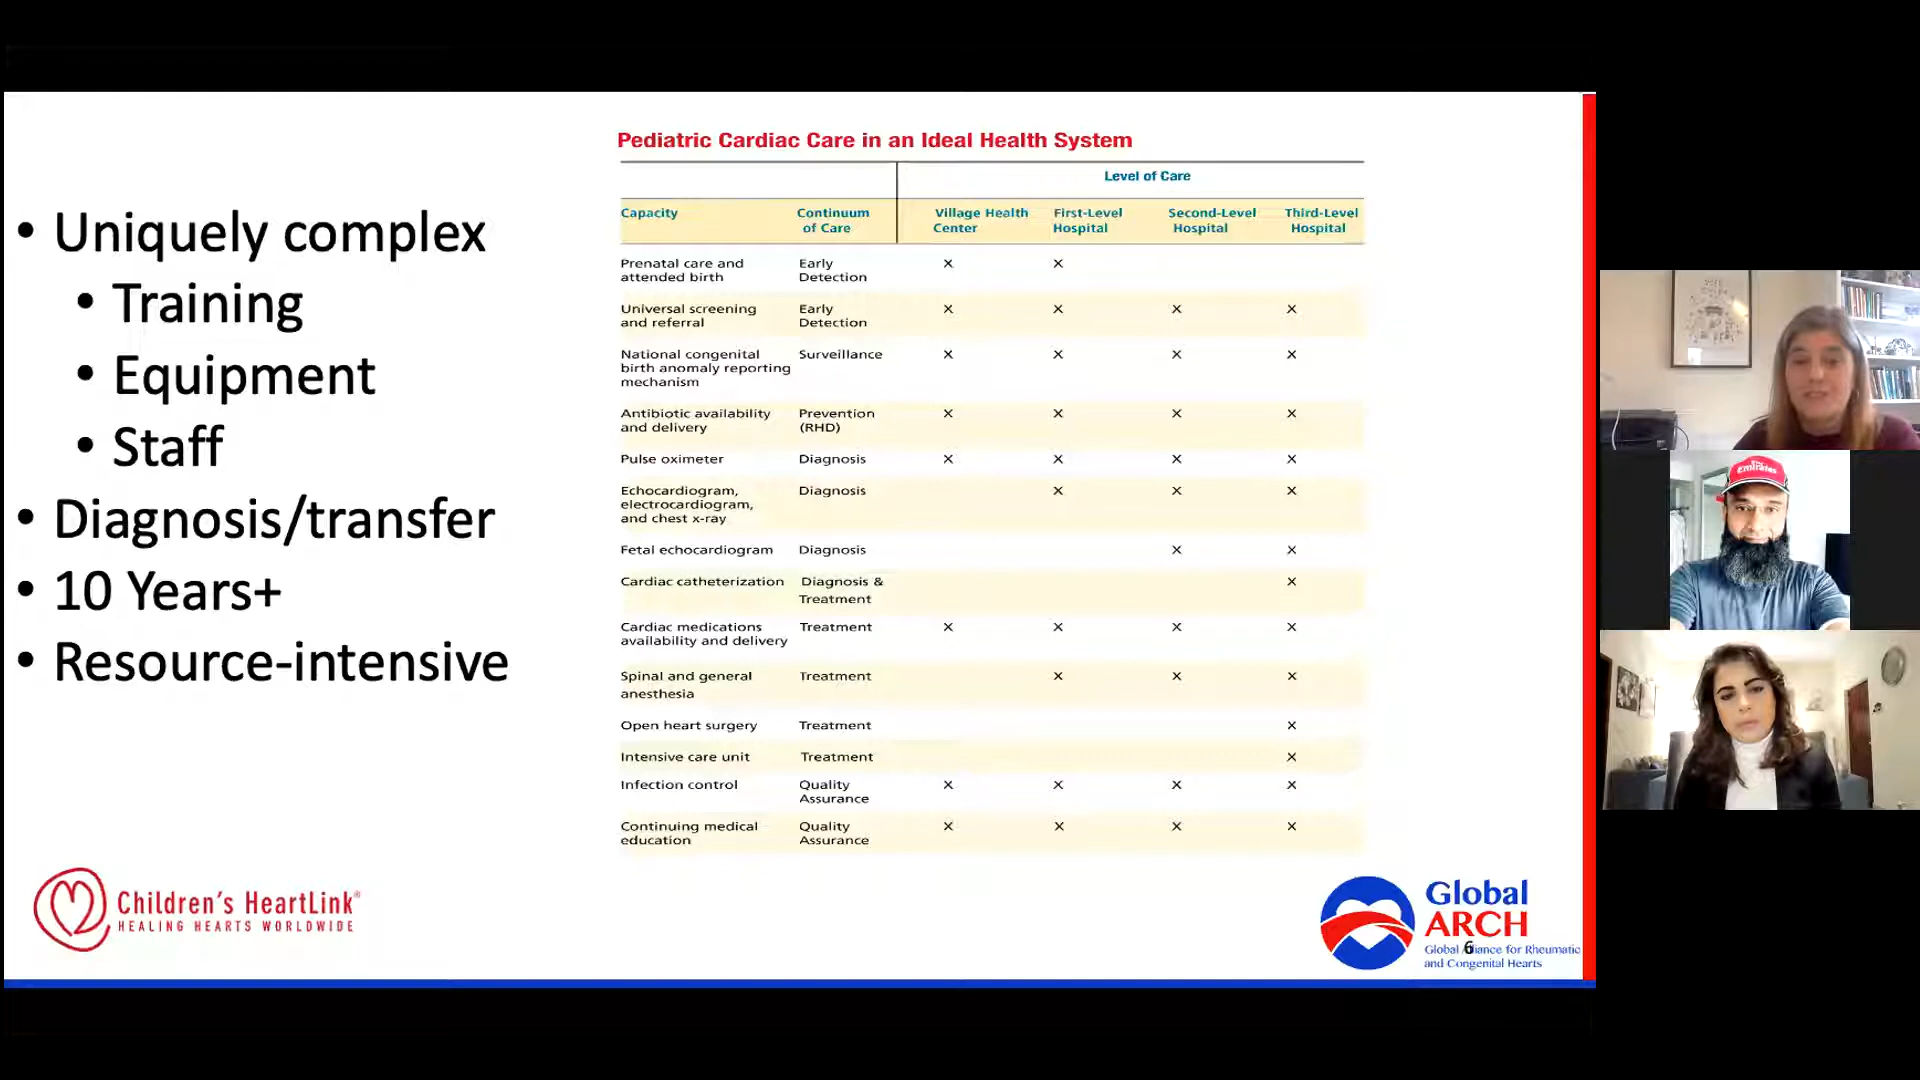 • Uniquely complex
• Training
• Equipment
• Staff
• Diagnosis/transfer
• 10 Years+
• Resource-intensive
Pediatric Cardiac Care in an Ideal Health System
Level of Care
Capacity Continuum of Care Village Health Center First-Level Hospital Second-Level Hospital Third-Level Hospital
Prenatal care and attended birth Early Detection X X
Universal screening and referral Early Detection X X X X
National congenital birth anomaly reporting mechanism Surveillance X X X X
Antibiotic availability and delivery Prevention (RHD) X X X X
Pulse oximeter Diagnosis X X X X
Echocardiogram, electrocardiogram, and chest x-ray Diagnosis X X X
Fetal echocardiogram Diagnosis X X
Cardiac catheterization Diagnosis & Treatment X
Cardiac medications availability and delivery Treatment X X X X
Spinal and general anesthesia Treatment X X X
Open heart surgery Treatment X
Intensive care unit Treatment X
Infection control Quality Assurance X X X X
Continuing medical education Quality Assurance X X X X
Children's HeartLink®
HEALING HEARTS WORLDWIDE
Global
ARCH
Global Alliance for Rheumatic
and Congenital Hearts
6
Emirates